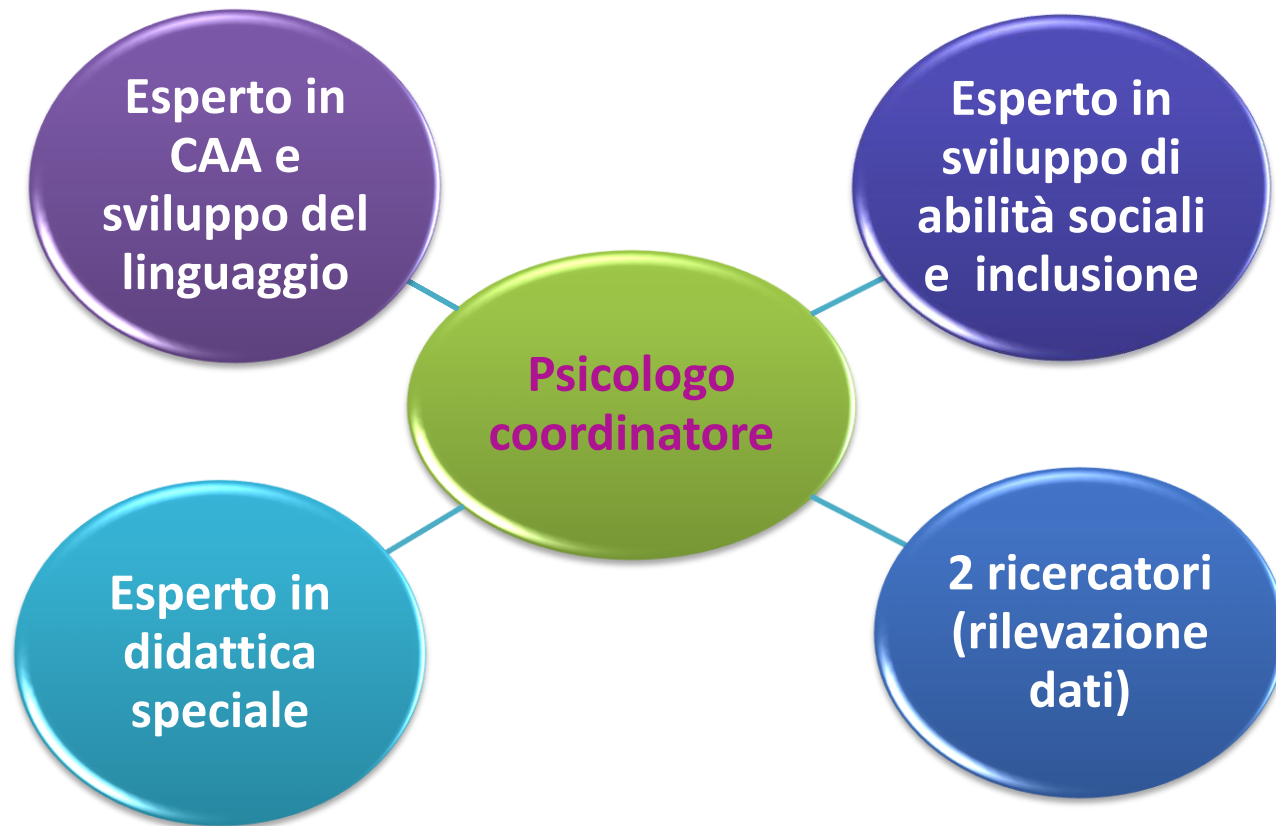 Esperto in
CAA e
sviluppo del
linguaggio
Esperto in
sviluppo di
abilità sociali
e  inclusione
Psicologo
coordinatore
Esperto in
didattica
speciale
2 ricercatori
(rilevazione
dati)